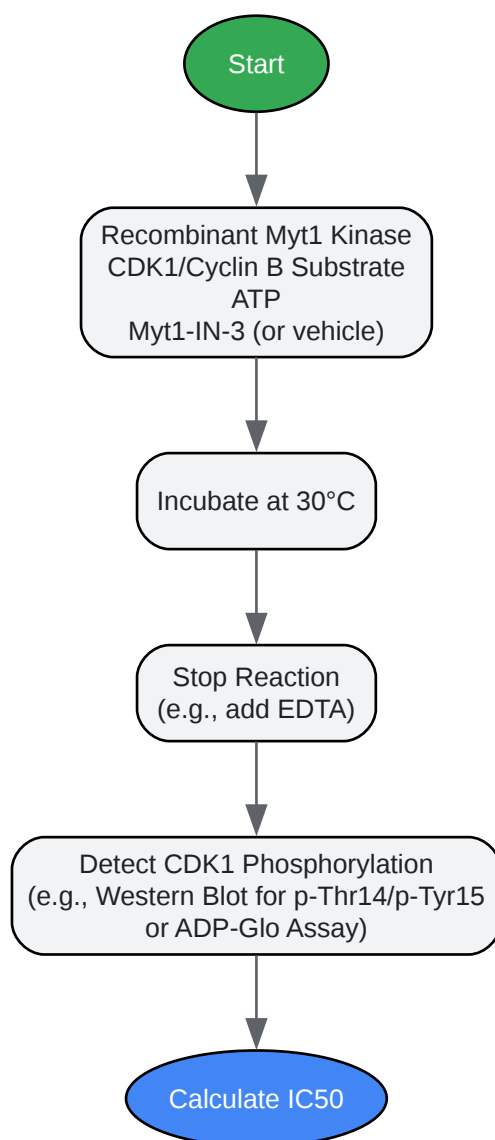 Start
Recombinant Myt1 Kinase
CDK1/Cyclin B Substrate
ATP
Myt1-IN-3 (or vehicle)
Incubate at 30°C
Stop Reaction
(e.g., add EDTA)
Detect CDK1 Phosphorylation
(e.g., Western Blot for p-Thr14/p-Tyr15
or ADP-Glo Assay)
Calculate IC50